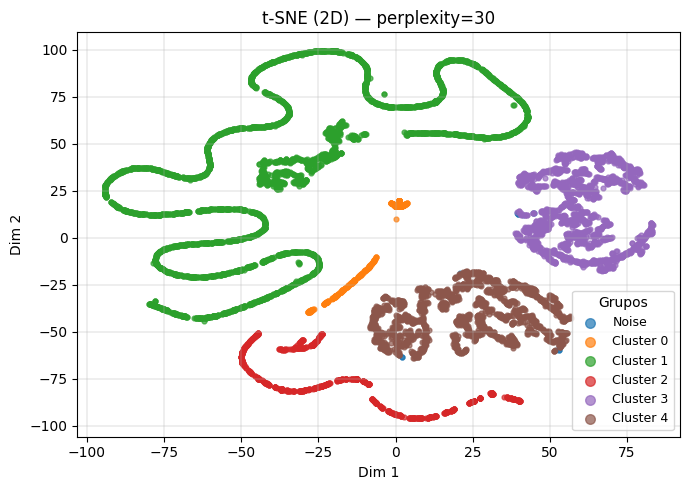 t-SNE (2D) — perplexity=30
100
75
50
25
0
−25
−50
−75
−100
Dim 2
−100
−75
−50
−25
0
25
50
75
Dim 1
Grupos
Noise
Cluster 0
Cluster 1
Cluster 2
Cluster 3
Cluster 4